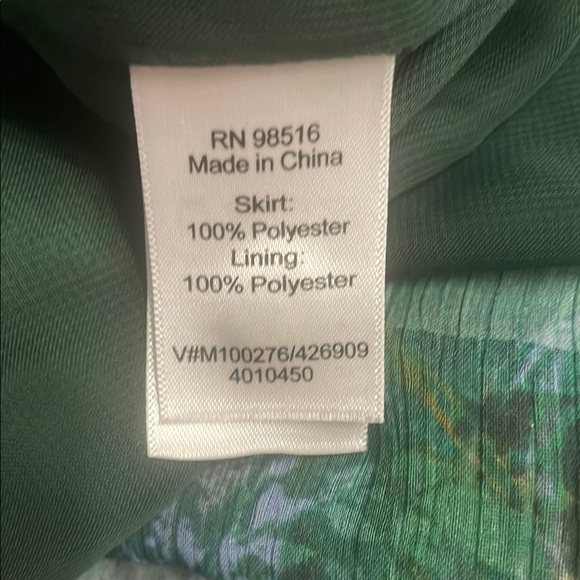 RN 98516
Made in China
Skirt:
100% Polyester
Lining:
100% Polyester
V#M100276/426909
4010450